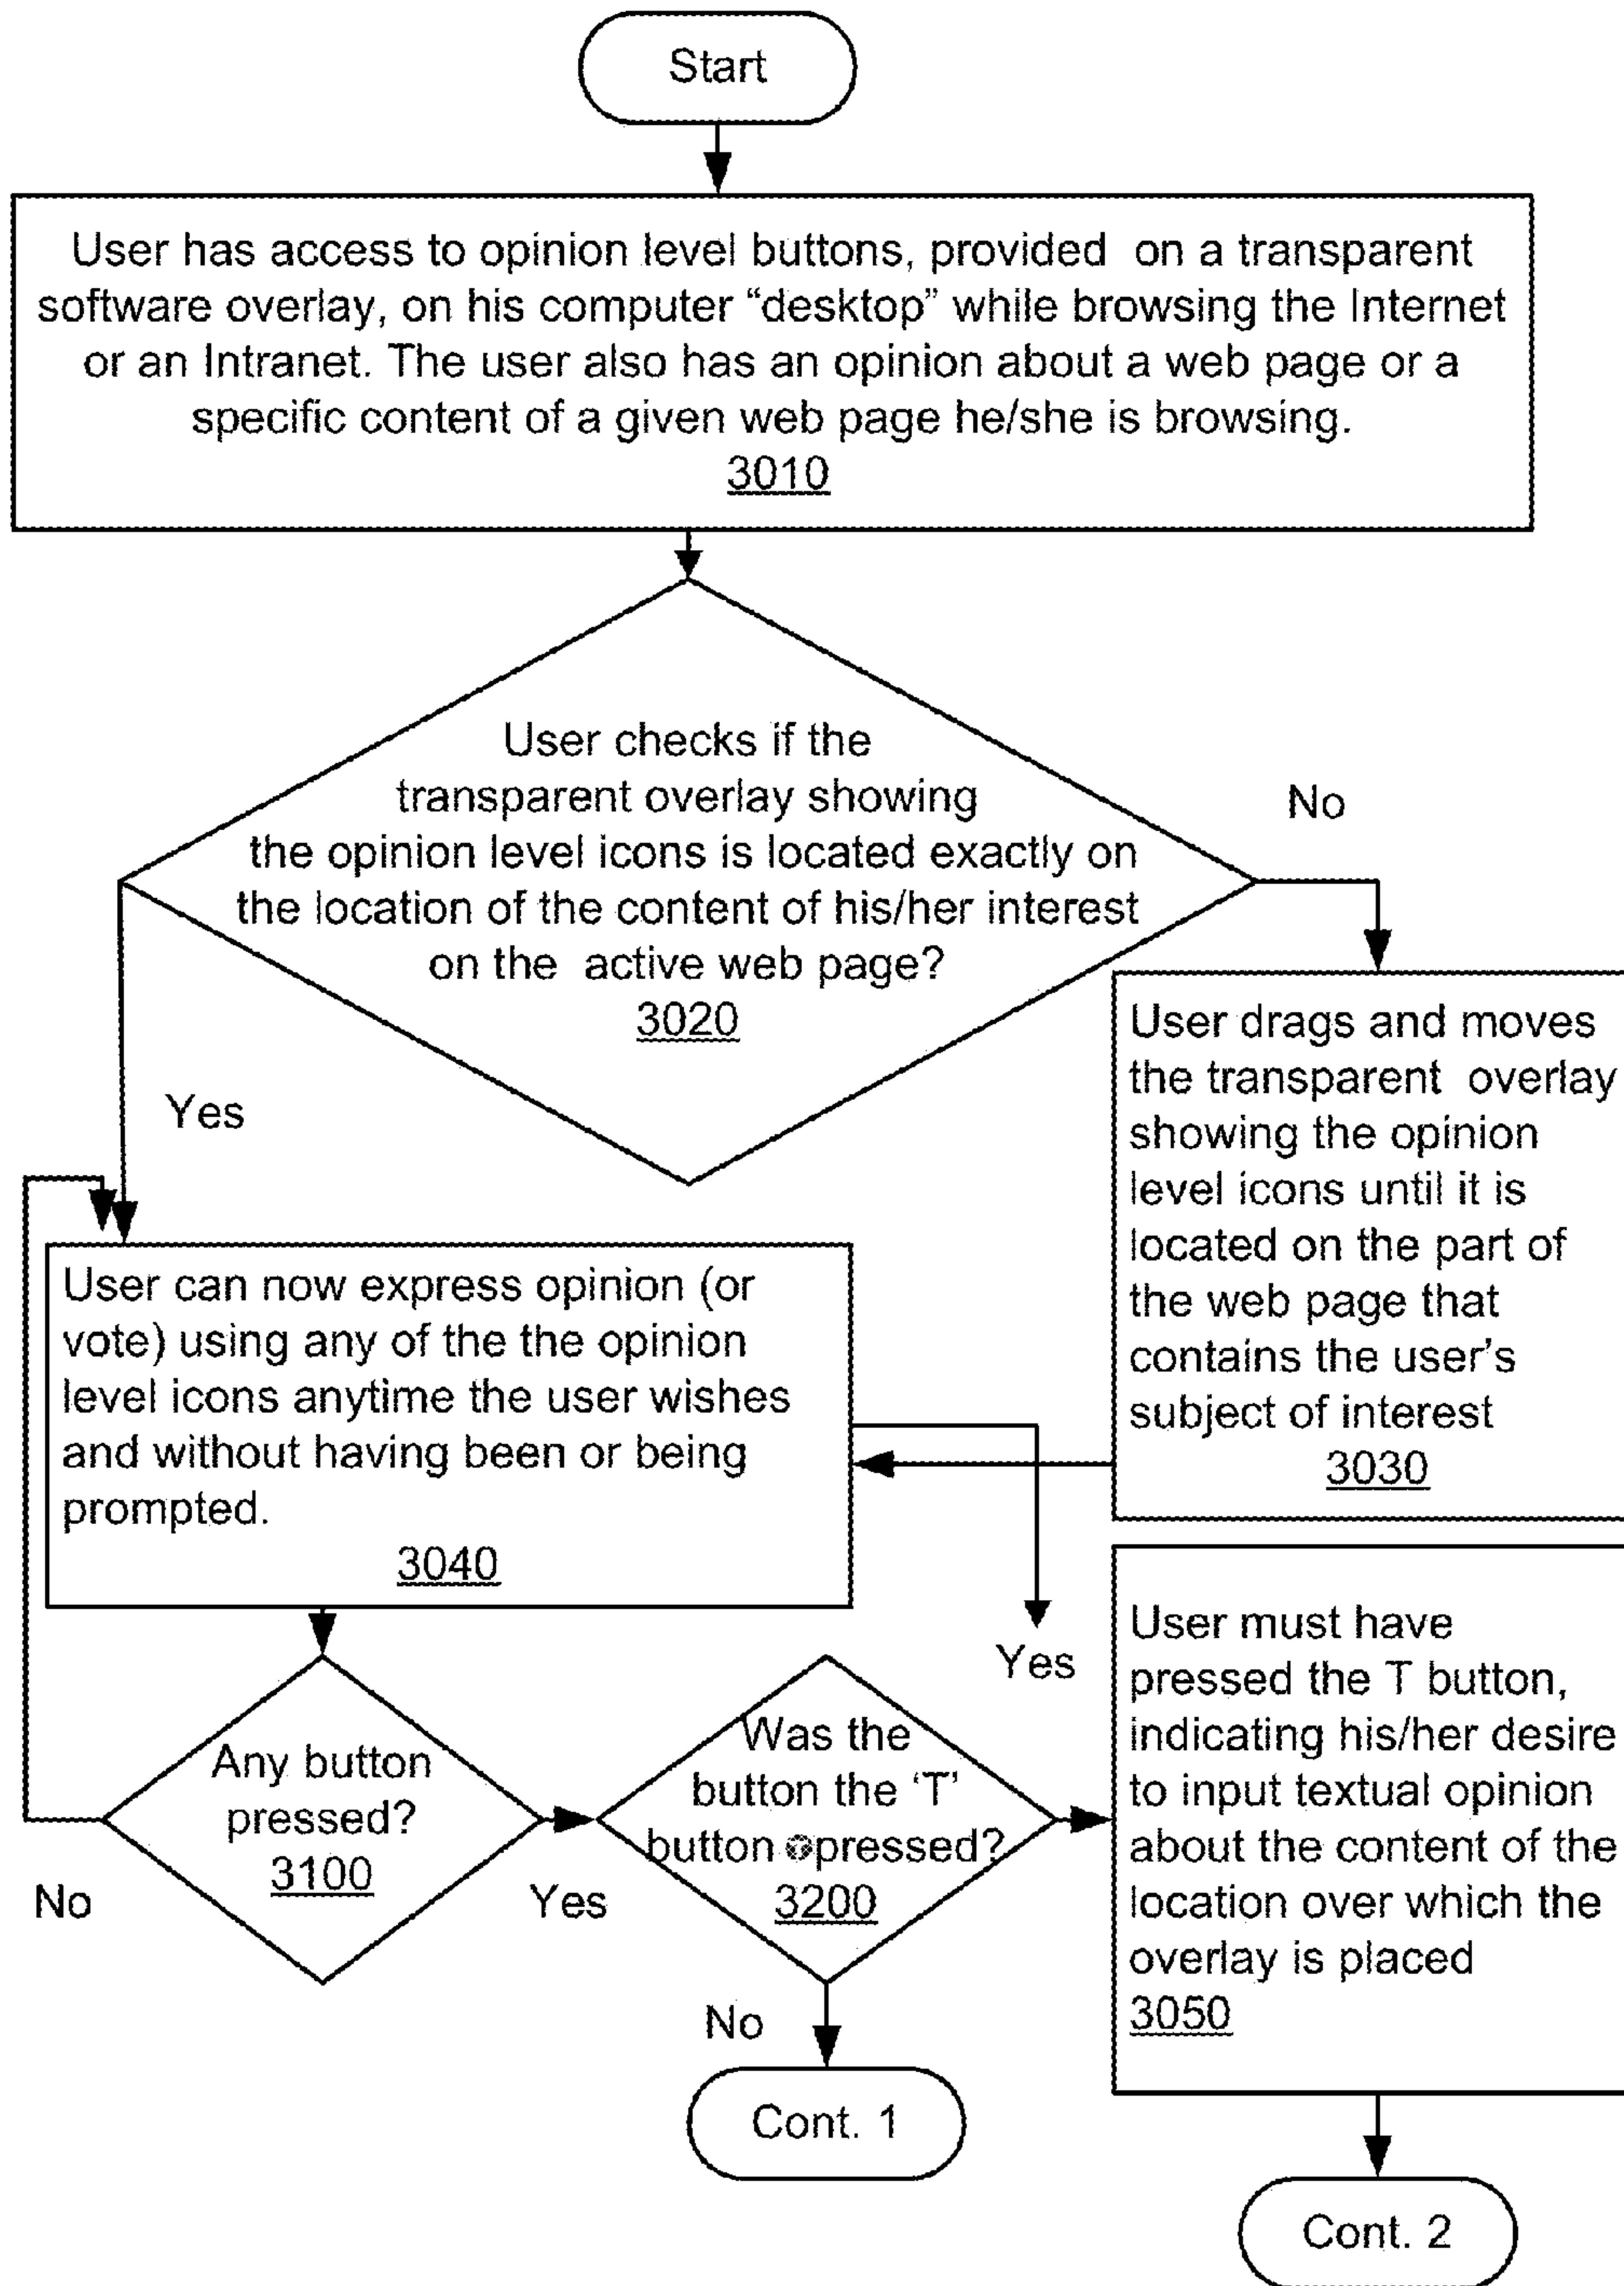 Start
User has access to opinion level buttons, provided on a transparent
software overlay, on his computer “desktop” while browsing the Internet
or an Intranet. The user also has an opinion about a web page or a
specific content of a given web page he/she is browsing.
3010
User checks if the
transparent overlay showing
the opinion level icons is located exactly on
the location of the content of his/her interest
on the active web page?
3020
No
Yes
User drags and moves
the transparent overlay
showing the opinion
level icons until it is
located on the part of
the web page that
contains the user’s
subject of interest
3030
User can now express opinion (or
vote) using any of the the opinion
level icons anytime the user wishes
and without having been or being
prompted.
3040
Any button
pressed?
3100
No
Yes
Was the
button the ‘T’
button pressed?
3200
Yes
No
User must have
pressed the T button,
indicating his/her desire
to input textual opinion
about the content of the
location over which the
overlay is placed
3050
Cont. 1
Cont. 2